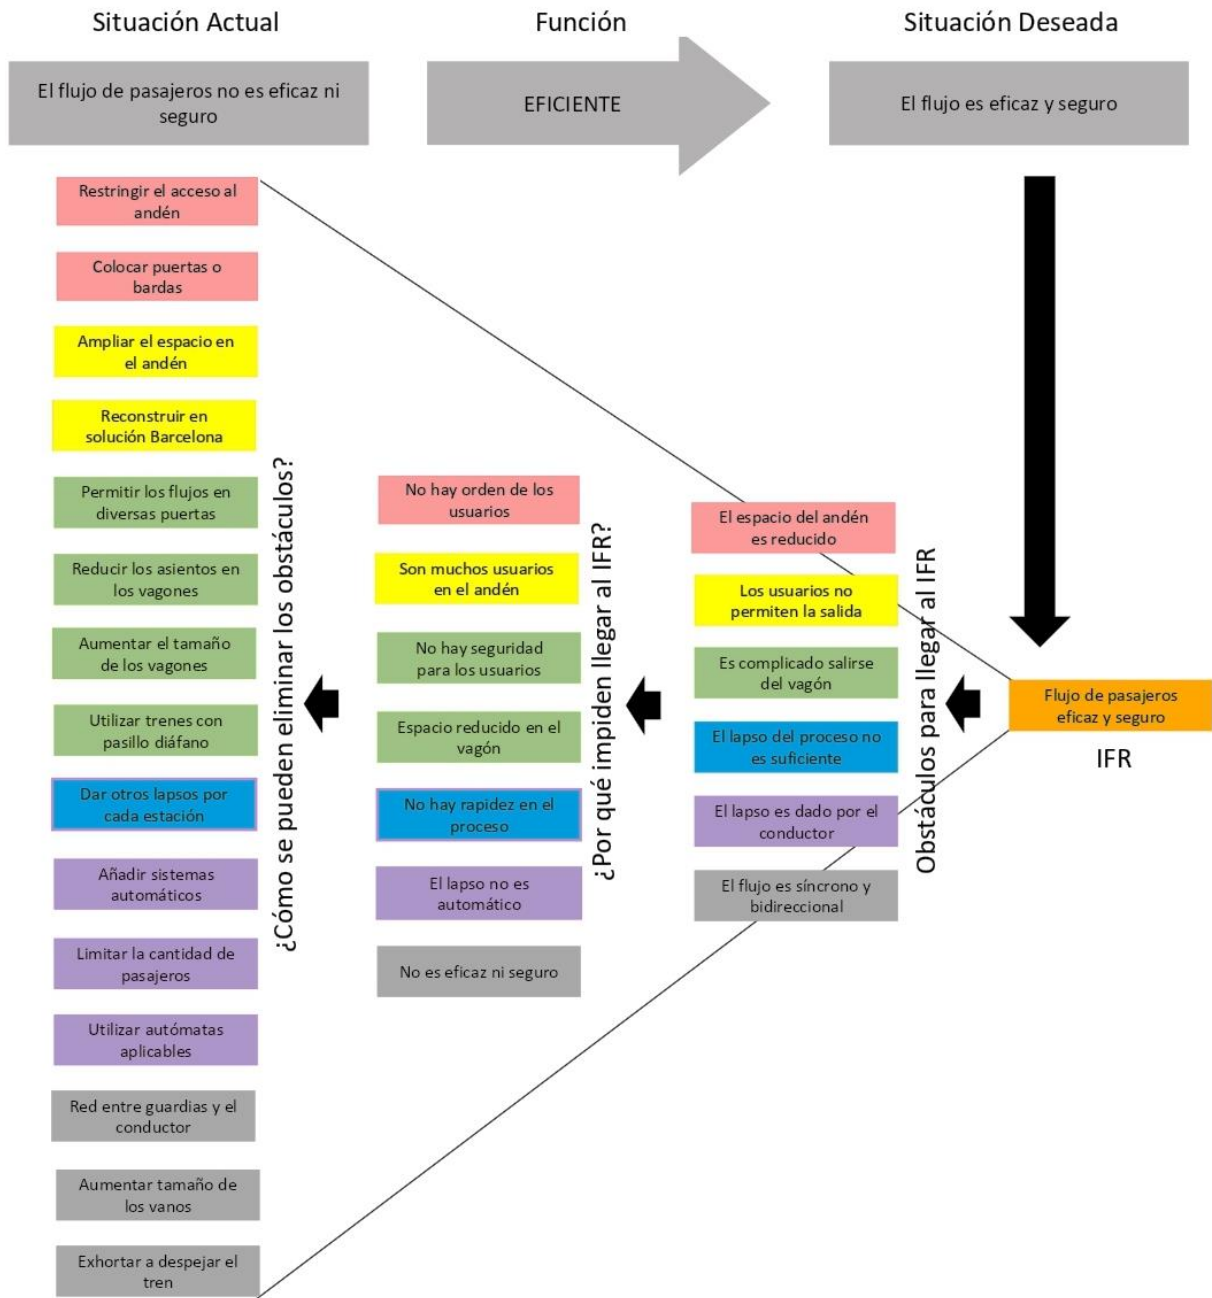 Situación Actual
Función
Situación Deseada
El flujo de pasajeros no es eficaz ni
seguro
EFICIENTE
El flujo es eficaz y seguro
Restringir el acceso al
andén
Colocar puertas o
bardas
Ampliar el espacio en
el andén
Reconstruir en
solución Barcelona
Permitir los flujos en
diversas puertas
Reducir los asientos en
los vagones
Aumentar el tamaño
de los vagones
Utilizar trenes con
pasillo diáfano
Dar otros lapsos por
cada estación
Añadir sistemas
automáticos
Limitar la cantidad de
pasajeros
Utilizar autómatas
aplicables
Red entre guardias y el
conductor
Aumentar tamaño de
los vanos
Exhortar a despejar el
tren
¿Cómo se pueden eliminar los obstáculos?
No hay orden de los
usuarios
Son muchos usuarios
en el andén
No hay seguridad
para los usuarios
Espacio reducido en el
vagón
No hay rapidez en el
proceso
El lapso no es
automático
No es eficaz ni seguro
¿Por qué impiden llegar al IFR?
El espacio del andén
es reducido
Los usuarios no
permiten la salida
Es complicado salirse
del vagón
El lapso del proceso no
es suficiente
El lapso es dado por el
conductor
El flujo es síncrono y
bidireccional
Obstáculos para llegar al IFR
Flujo de pasajeros
eficaz y seguro
IFR